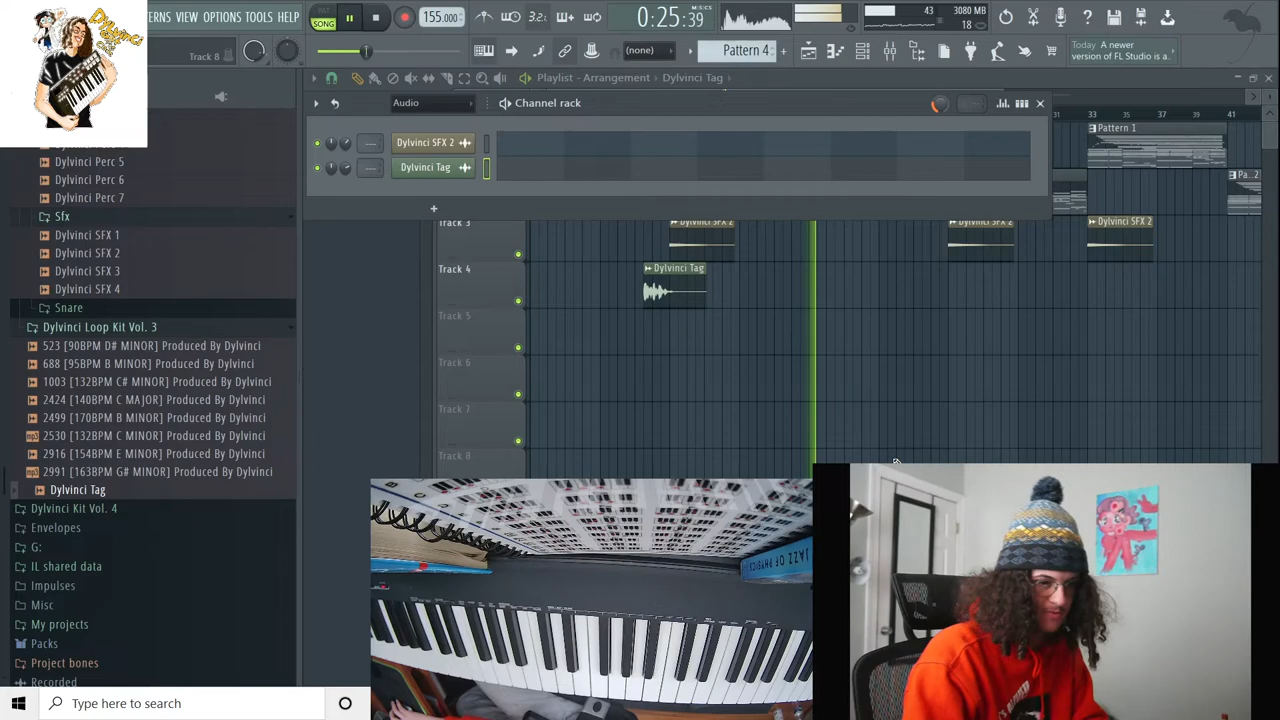 Dylvinci
RNS VIEW OPTIONS TOOLS HELP
SONG
155.000
3.2:
0:25:39
M:S:CS
43
3080 MB
18
Track 8
(none)
Pattern 4
Today A newer
version of FL Studio is a..
Playlist - Arrangement Dylvinci Tag
Audio
Channel rack
31 33 35 37 39 41
Pattern 1
Dylvinci SFX 2
Dylvinci Tag
Pa..2
Dylvinci Perc 5
Dylvinci Perc 6
Dylvinci Perc 7
Sfx
Dylvinci SFX 1
Dylvinci SFX 2
Dylvinci SFX 3
Dylvinci SFX 4
Snare
Dylvinci Loop Kit Vol. 3
523 [90BPM D# MINOR] Produced By Dylvinci
688 [95BPM B MINOR] Produced By Dylvinci
1003 [132BPM C# MINOR] Produced By Dylvinci
2424 [140BPM C MAJOR] Produced By Dylvinci
2499 [170BPM B MINOR] Produced By Dylvinci
2530 [132BPM C MINOR] Produced By Dylvinci
2916 [154BPM E MINOR] Produced By Dylvinci
2991 [163BPM G# MINOR] Produced By Dylvinci
Dylvinci Tag
Dylvinci Kit Vol. 4
Envelopes
G:
IL shared data
Impulses
Misc
My projects
Packs
Project bones
Recorded
Track 3
Dylvinci SFX 2
Dylvinci SFX 2
Dylvinci SFX 2
Track 4
Dylvinci Tag
Track 5
Track 6
Track 7
Track 8
JAZZ OF PHYSICS
Type here to search